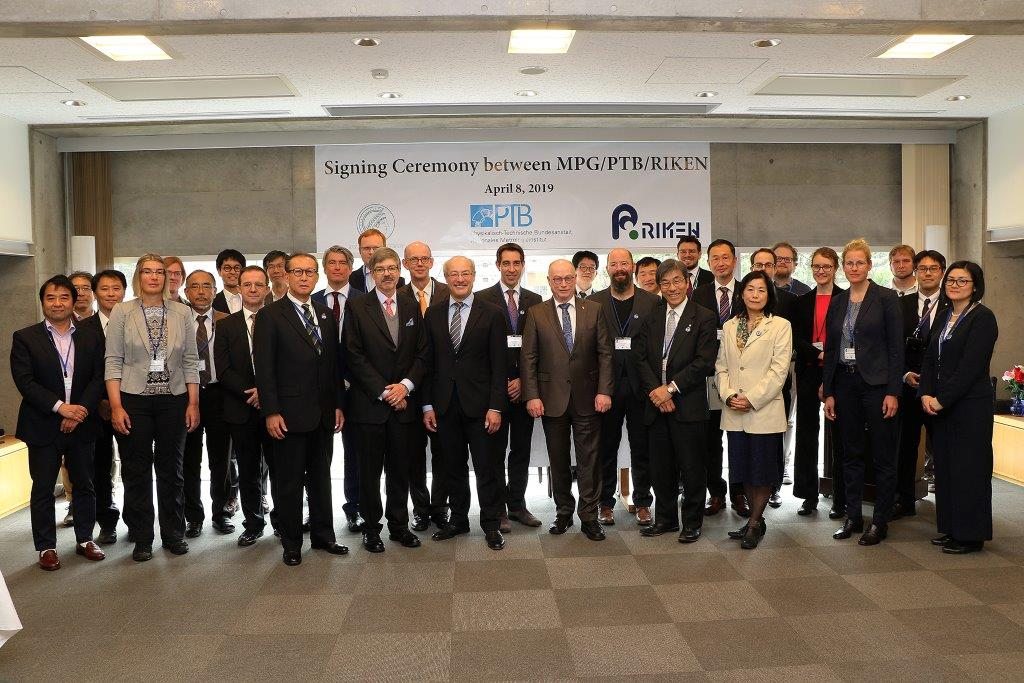 Signing Ceremony between MPG/PTB/RIKEN
April 8, 2019
PTB
RIKEN
Physikalisch-Technische Bundesanstalt
Nationales Metrologieinstitut